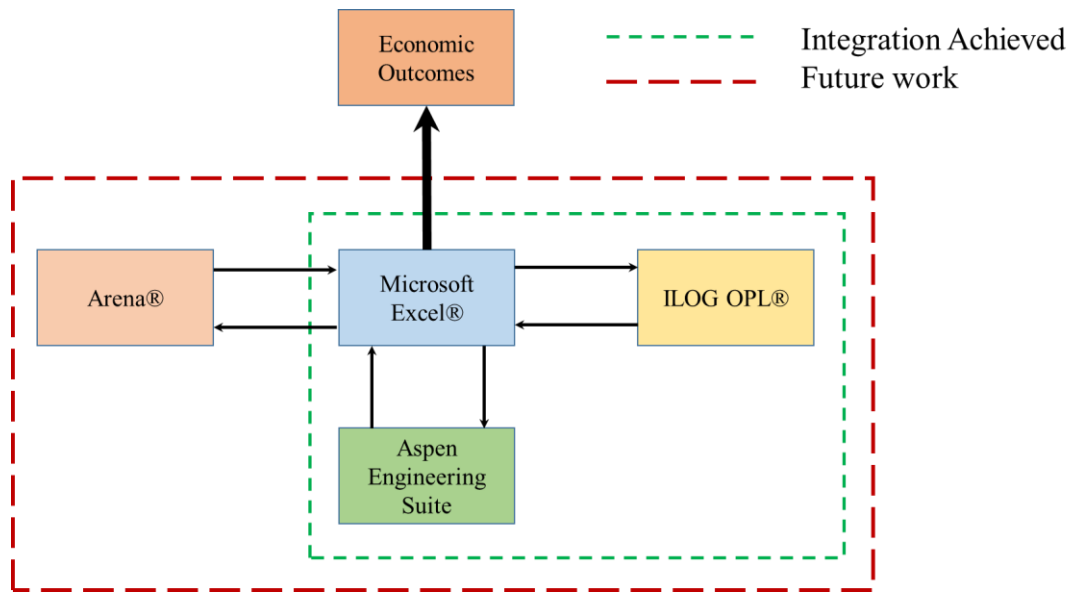 Economic
Outcomes
Integration Achieved
Future work
Arena®
Microsoft
Excel®
ILOG OPL®
Aspen
Engineering
Suite